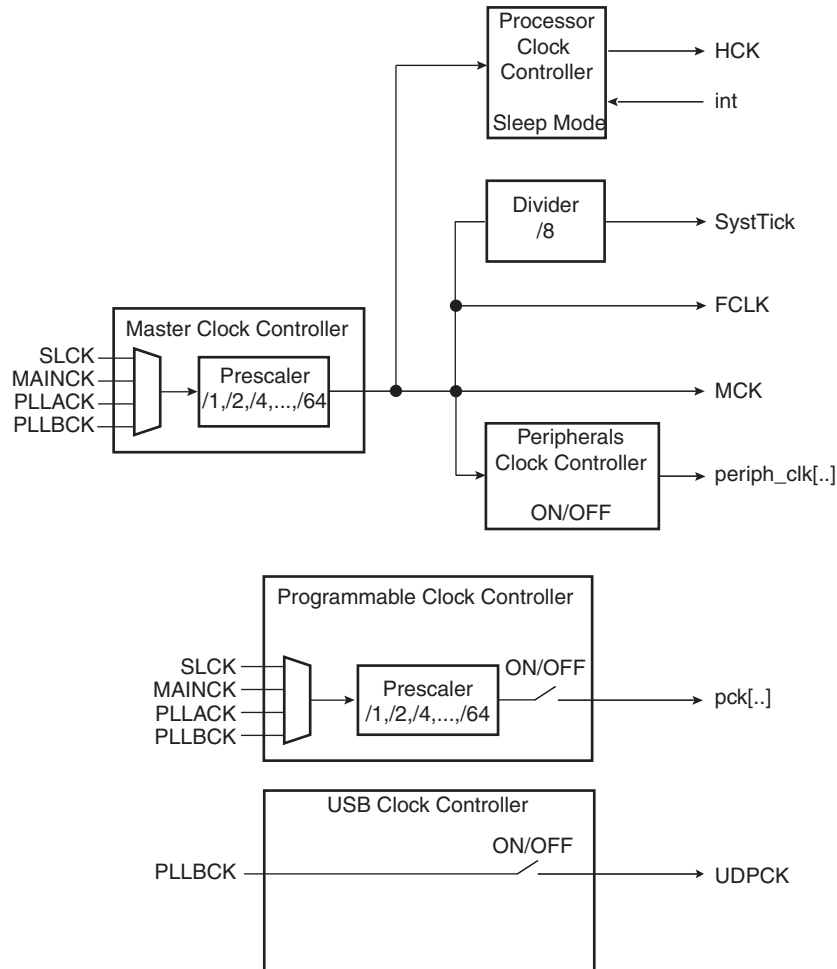 Processor
Clock
Controller
Sleep Mode
HCK
int
Divider
/8
SystTick
FCLK
Master Clock Controller
SLCK
MAINCK
PLLACK
PLLBCK
Prescaler
/1,/2,/4,...,/64
MCK
Peripherals
Clock Controller
ON/OFF
periph_clk[..]
Programmable Clock Controller
SLCK
MAINCK
PLLACK
PLLBCK
Prescaler
/1,/2,/4,...,/64
ON/OFF
pck[..]
USB Clock Controller
ON/OFF
PLLBCK
UDPCK